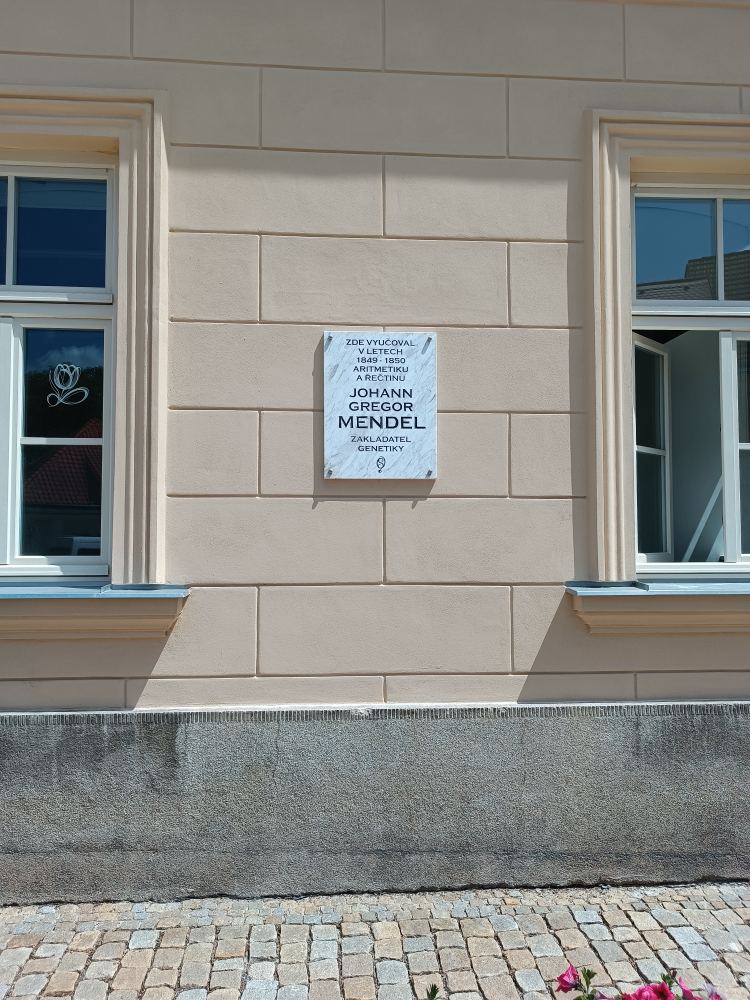 ZDE VYUČOVAL
V LETECH
1849 - 1850
ARITMETIKU
A ŘEČTINU
JOHANN
GREGOR
MENDEL
ZAKLADATEL
GENETIKY